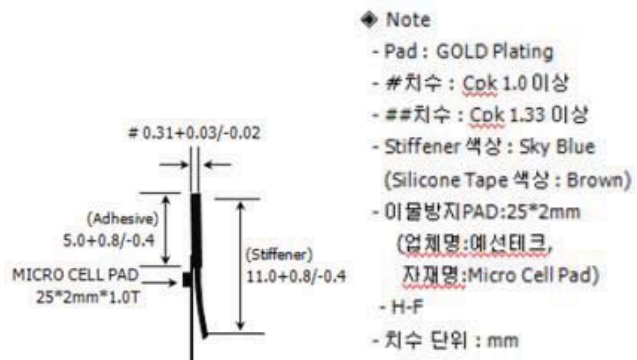 ◈ Note
- Pad : GOLD Plating
- #치수 : Cpk 1.0 이상
- ##치수 : Cpk 1.33 이상
- Stiffener 색상 : Sky Blue
(Silicone Tape 색상 : Brown)
- 이물방지PAD:25*2mm
(업체명:예선테크,
자재명:Micro Cell Pad)
- H-F
- 치수 단위 : mm
# 0.31+0.03/-0.02
(Adhesive)
5.0+0.8/-0.4
(Stiffener)
11.0+0.8/-0.4
MICRO CELL PAD
25*2mm*1.0T